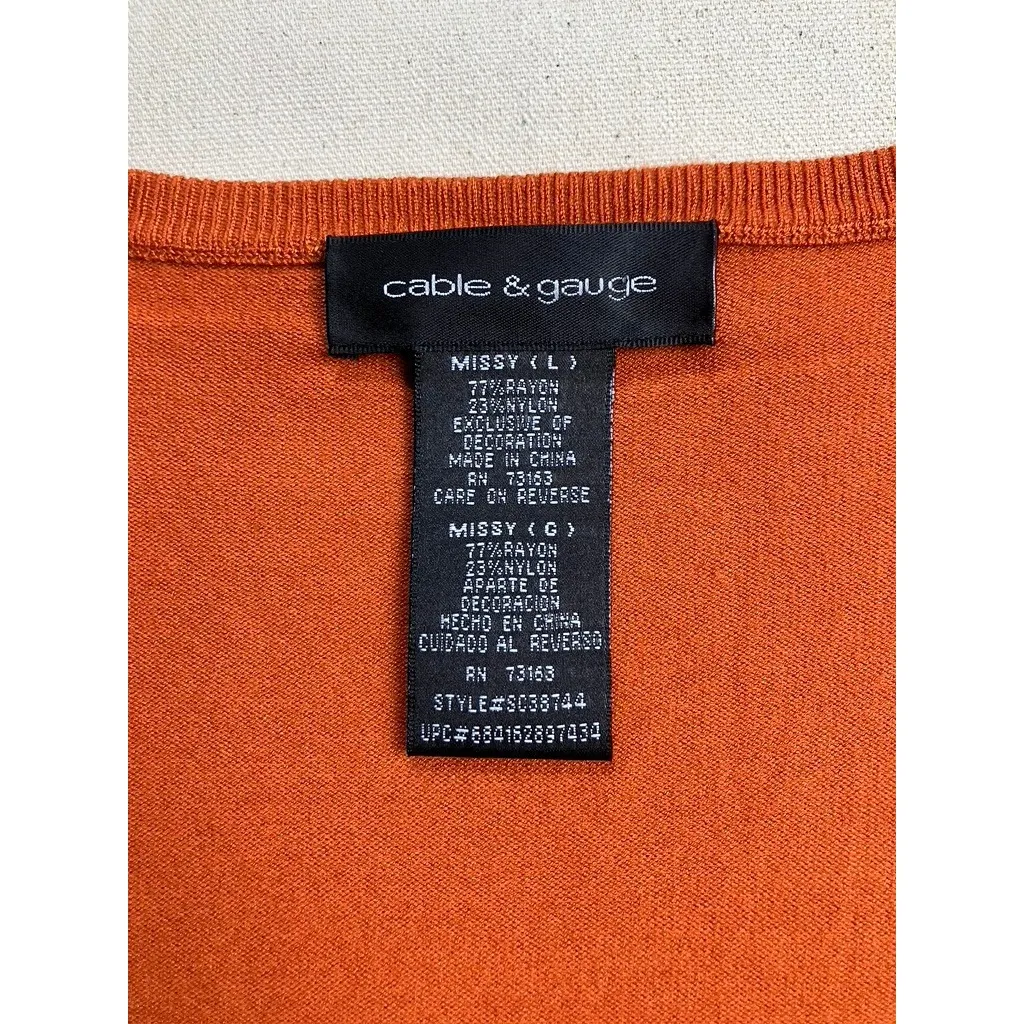 cable & gauge
MISSY (L)
77%RAYON
23%NYLON
EXCLUSIVE OF
DECORATION
MADE IN CHINA
RN 73163
CARE ON REVERSE
MISSY (G)
77%RAYON
23%NYLON
APARTE DE
DECORACION
HECHO EN CHINA
CUIDADO AL REVERSO
RN 73163
STYLE#SC38744
UPC#684162897434